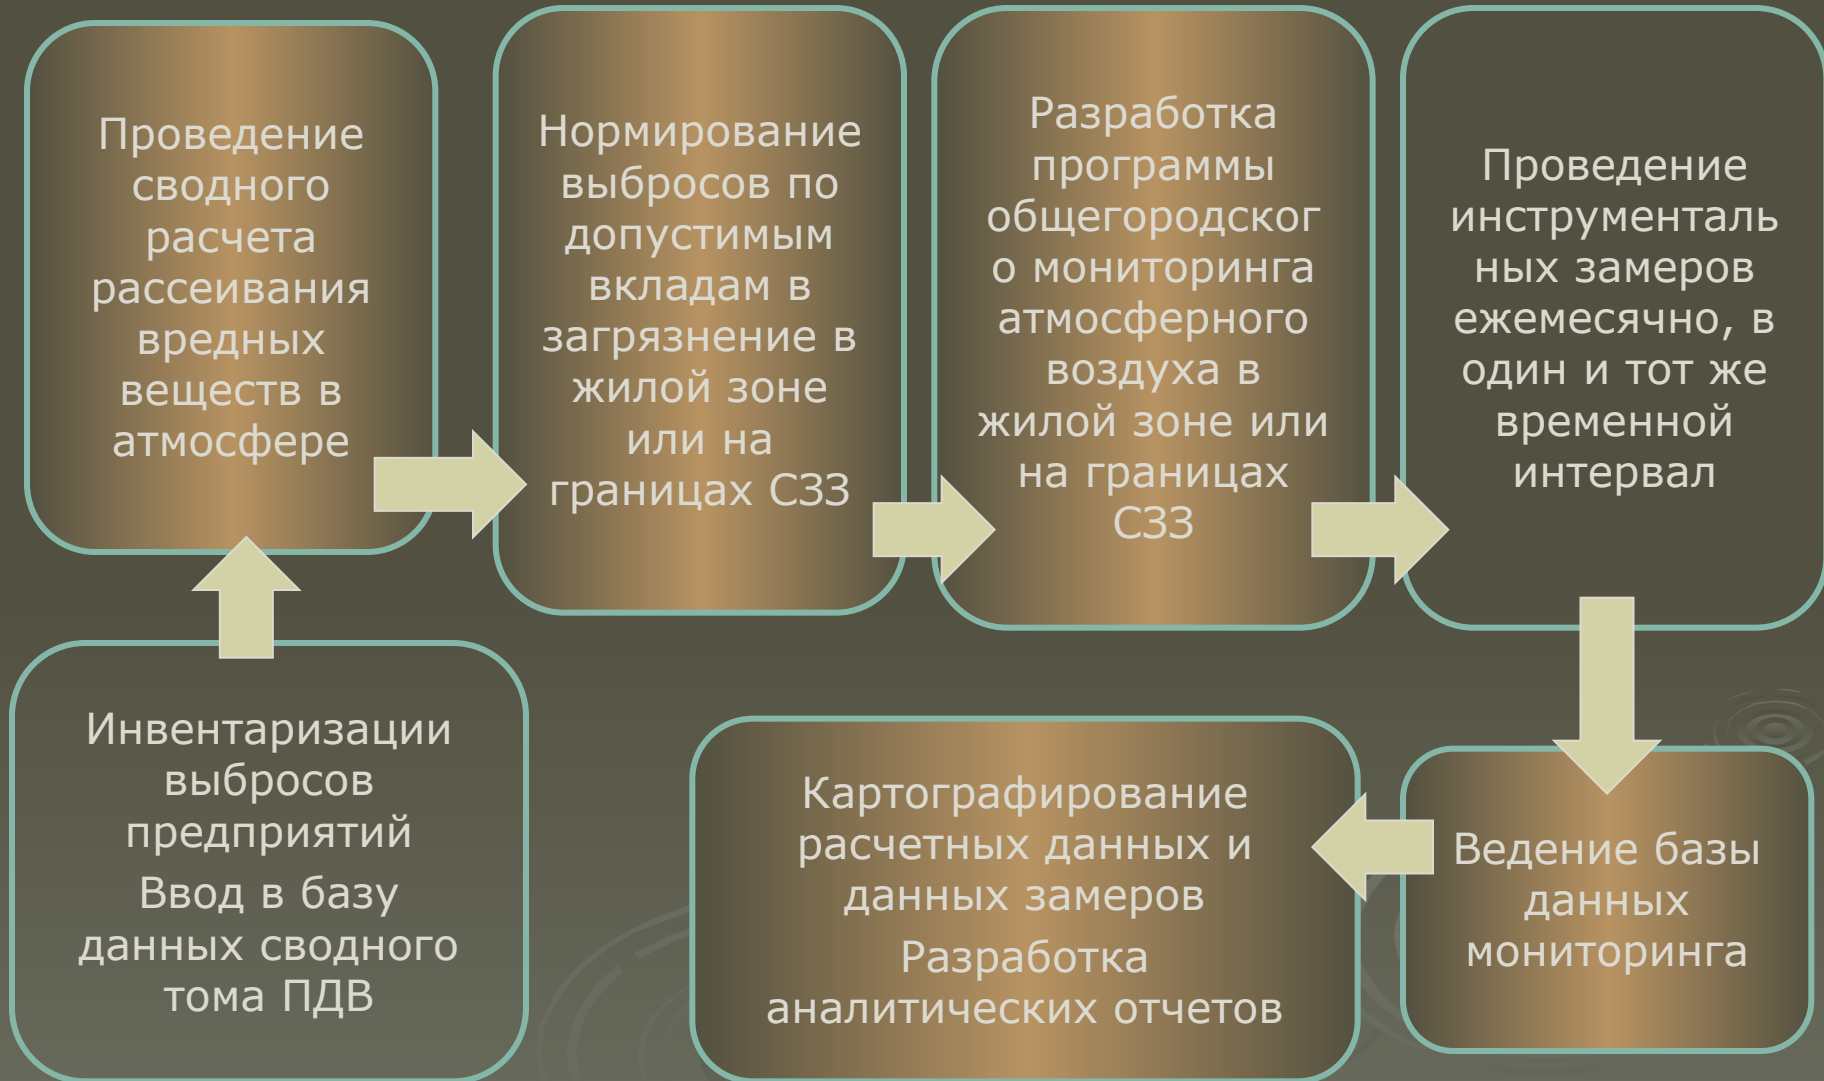 Проведение
сводного
расчета
рассеивания
вредных
веществ в
атмосфере
Нормирование
выбросов по
допустимым
вкладам в
загрязнение в
жилой зоне
или на
границах СЗЗ
Разработка
программы
общегородског
о мониторинга
атмосферного
воздуха в
жилой зоне или
на границах
СЗЗ
Проведение
инструменталь
ных замеров
ежемесячно, в
один и тот же
временной
интервал
Инвентаризации
выбросов
предприятий
Ввод в базу
данных сводного
тома ПДВ
Картографирование
расчетных данных и
данных замеров
Разработка
аналитических отчетов
Ведение базы
данных
мониторинга